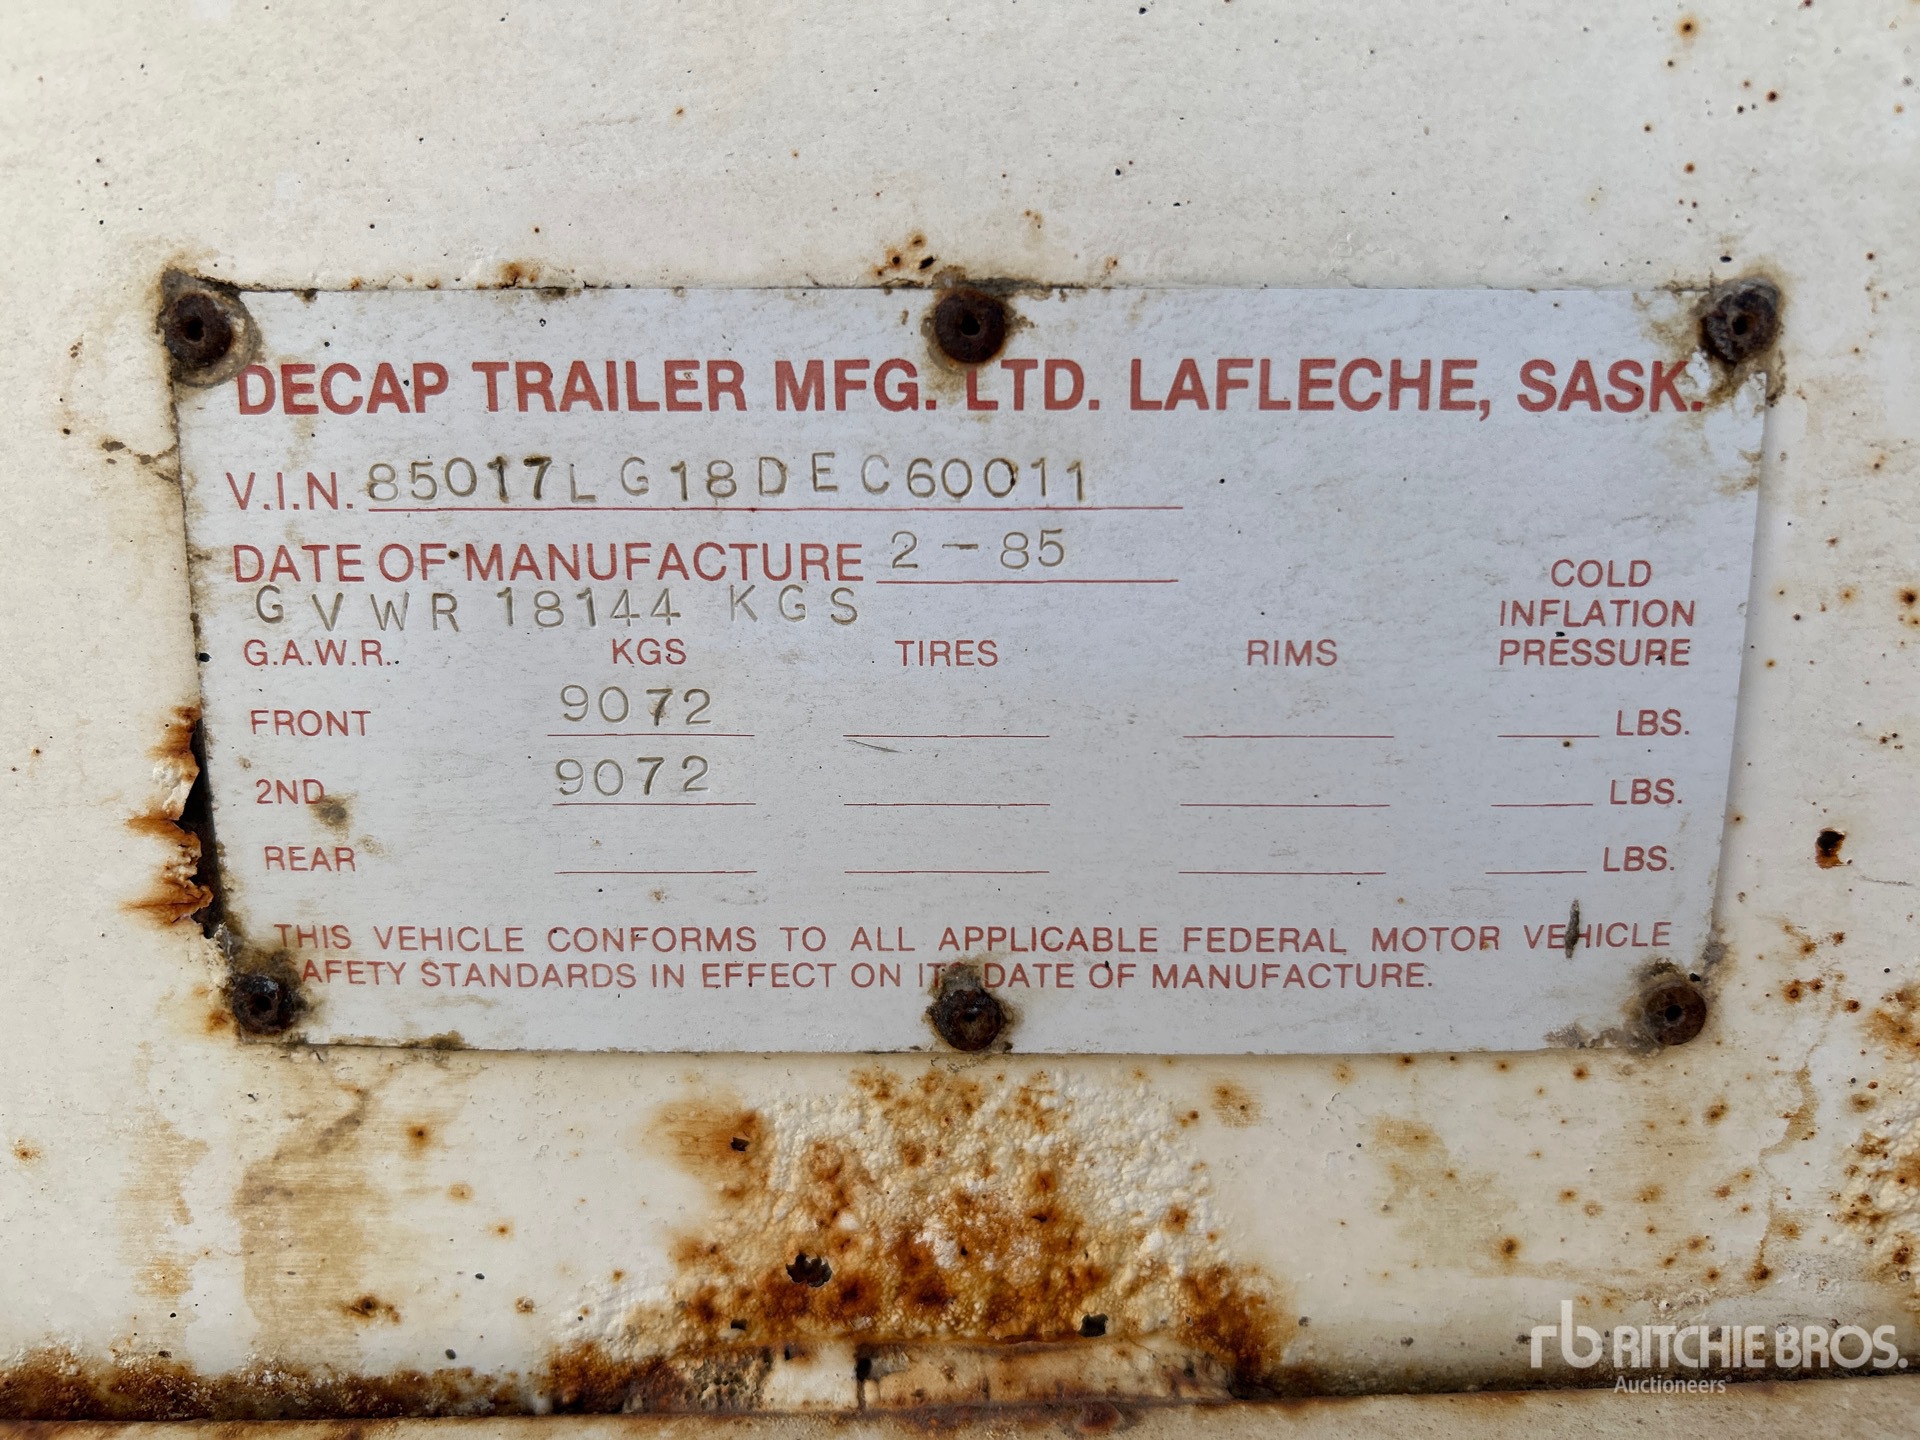 DECAP TRAILER MFG. LTD. LAFLECHE, SASK.
V.I.N. 85017LG18DEC60011
DATE OF MANUFACTURE 2-85
GVWR 18144 KGS
G.A.W.R. KGS TIRES RIMS COLD INFLATION PRESSURE
FRONT 9072 LBS.
2ND 9072 LBS.
REAR LBS.
THIS VEHICLE CONFORMS TO ALL APPLICABLE FEDERAL MOTOR VEHICLE
AFETY STANDARDS IN EFFECT ON IT DATE OF MANUFACTURE.
rb RITCHIE BROS.
Auctioneers